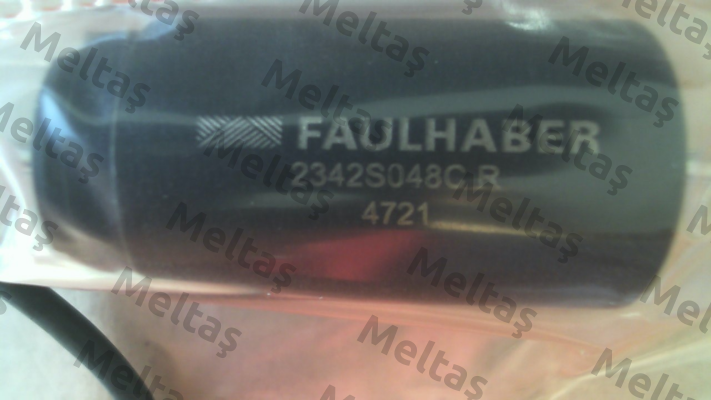 FAULHABER
2342S048C R
4721
Meltaş